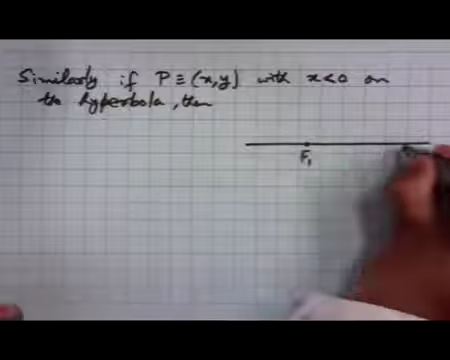 Similarly if P ≡ (x, y) with x < 0 on
the hyperbola, then
F₁